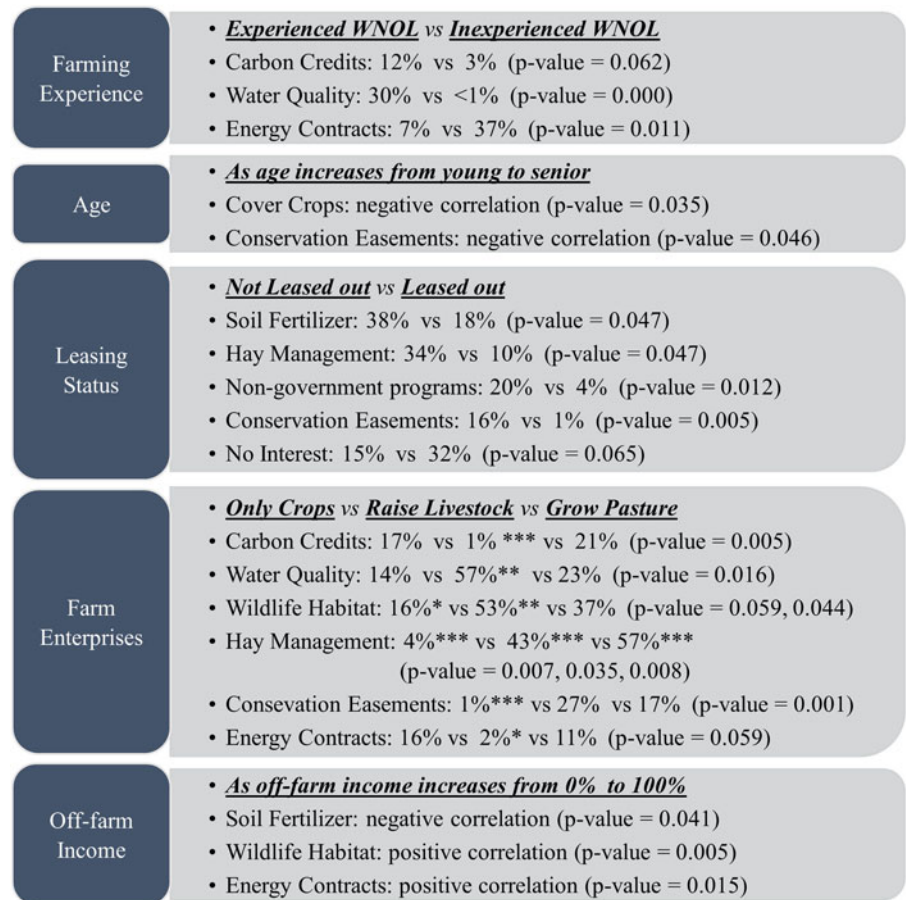 Farming
Experience
• Experienced WNOL vs Inexperienced WNOL
• Carbon Credits: 12% vs 3% (p-value = 0.062)
• Water Quality: 30% vs <1% (p-value = 0.000)
• Energy Contracts: 7% vs 37% (p-value = 0.011)
Age
• As age increases from young to senior
• Cover Crops: negative correlation (p-value = 0.035)
• Conservation Easements: negative correlation (p-value = 0.046)
Leasing
Status
• Not Leased out vs Leased out
• Soil Fertilizer: 38% vs 18% (p-value = 0.047)
• Hay Management: 34% vs 10% (p-value = 0.047)
• Non-government programs: 20% vs 4% (p-value = 0.012)
• Conservation Easements: 16% vs 1% (p-value = 0.005)
• No Interest: 15% vs 32% (p-value = 0.065)
Farm
Enterprises
• Only Crops vs Raise Livestock vs Grow Pasture
• Carbon Credits: 17% vs 1% *** vs 21% (p-value = 0.005)
• Water Quality: 14% vs 57%** vs 23% (p-value = 0.016)
• Wildlife Habitat: 16%* vs 53%** vs 37% (p-value = 0.059, 0.044)
• Hay Management: 4%*** vs 43%*** vs 57%***
(p-value = 0.007, 0.035, 0.008)
• Consevation Easements: 1%*** vs 27% vs 17% (p-value = 0.001)
• Energy Contracts: 16% vs 2%* vs 11% (p-value = 0.059)
Off-farm
Income
• As off-farm income increases from 0% to 100%
• Soil Fertilizer: negative correlation (p-value = 0.041)
• Wildlife Habitat: positive correlation (p-value = 0.005)
• Energy Contracts: positive correlation (p-value = 0.015)